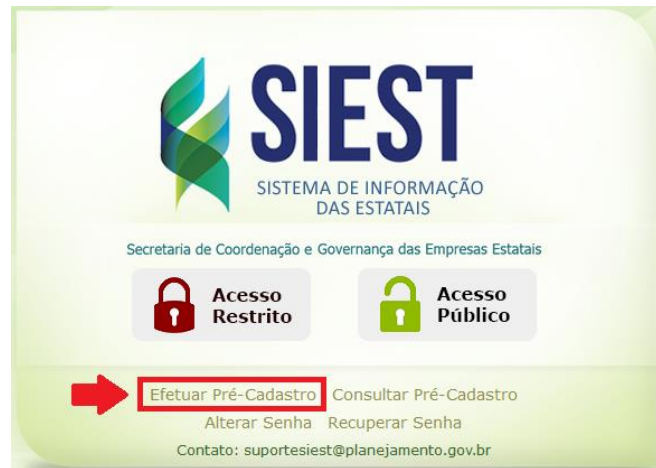 SIEST
SISTEMA DE INFORMAÇÃO
DAS ESTATAIS
Secretaria de Coordenação e Governança das Empresas Estatais
Acesso
Restrito
Acesso
Público
Efetuar Pré-Cadastro Consultar Pré-Cadastro
Alterar Senha Recuperar Senha
Contato: suportesiest@planejamento.gov.br